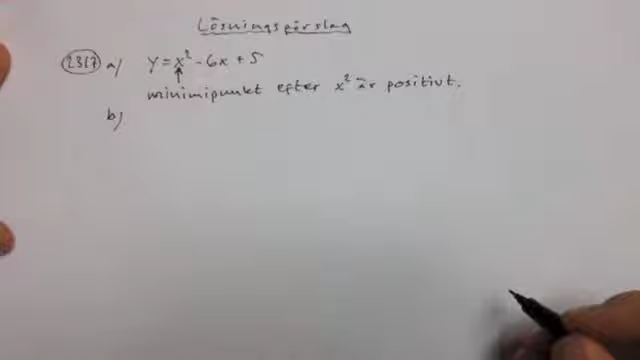 Lösningsförslag
2317 a) y = x² - 6x + 5
minimipunkt efter x² är positivt.
b)